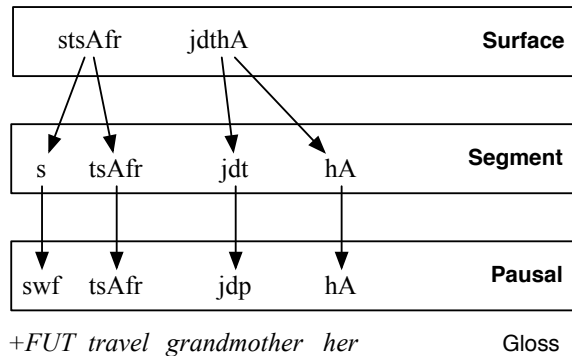 stsAfr jdthA Surface
s tsAfr jdt hA Segment
swf tsAfr jdp hA Pausal
+FUT travel grandmother her Gloss